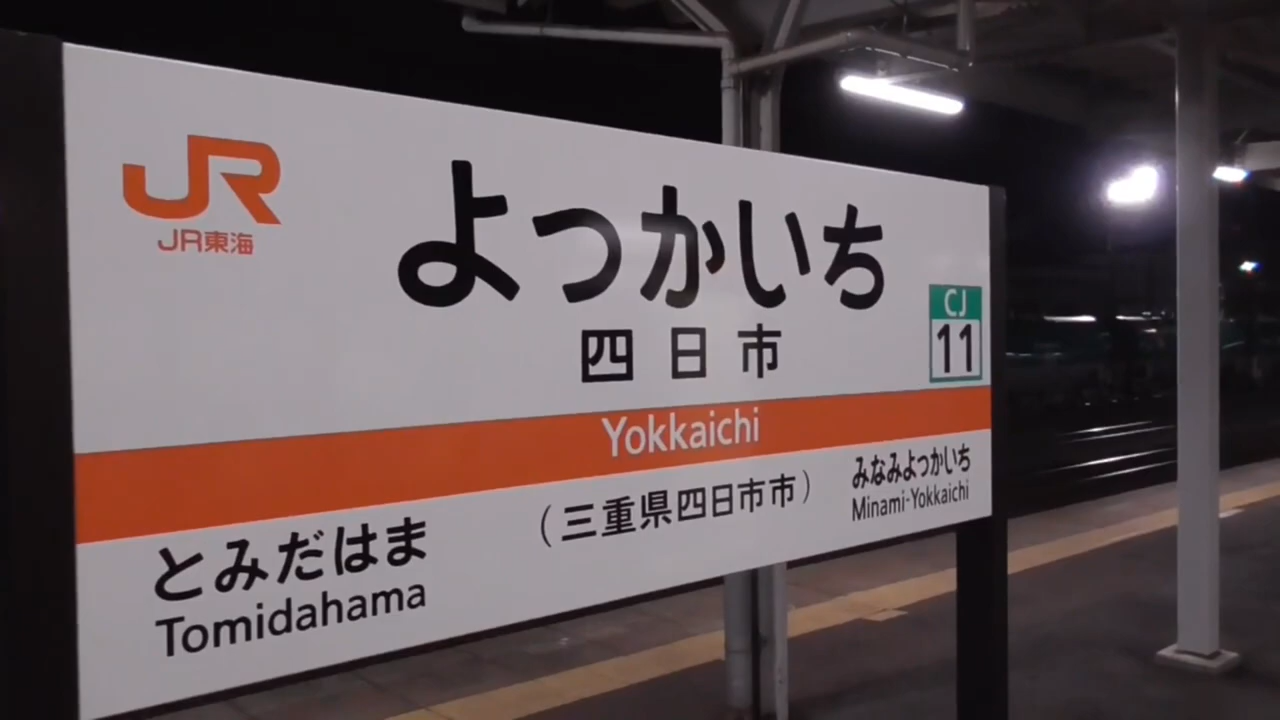 JR
JR東海
よっかいち
四日市
CJ
11
Yokkaichi
(三重県四日市市)
とみだはま
Tomidahama
みなみよっかいち
Minami-Yokkaichi